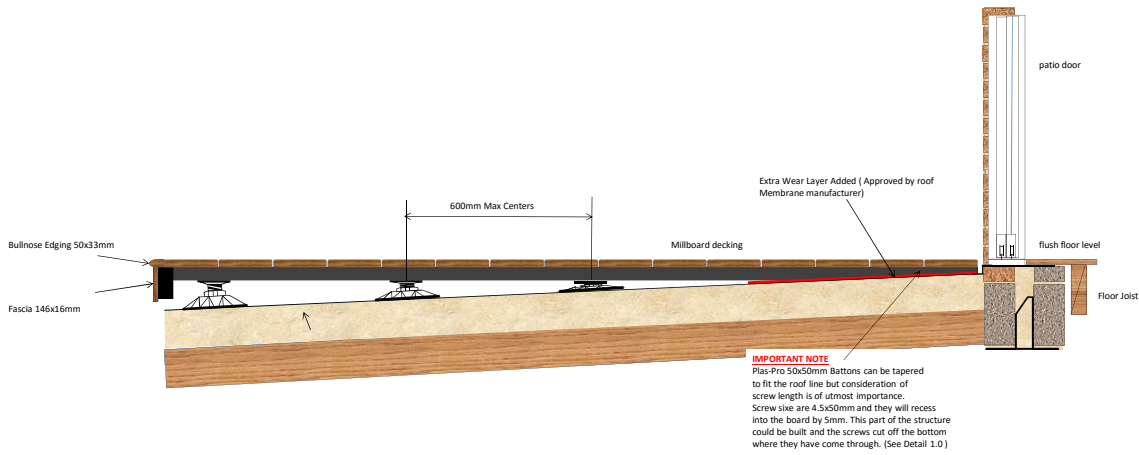 patio door
Extra Wear Layer Added ( Approved by roof
Membrane manufacturer)
600mm Max Centers
Bullnose Edging 50x33mm
Millboard decking
flush floor level
Fascia 146x16mm
Floor Joist
IMPORTANT NOTE
Plas-Pro 50x50mm Battons can be tapered
to fit the roof line but consideration of
screw length is of utmost importance.
Screw sixe are 4.5x50mm and they will recess
into the board by 5mm. This part of the structure
could be built and the screws cut off the bottom
where they have come through. (See Detail 1.0 )